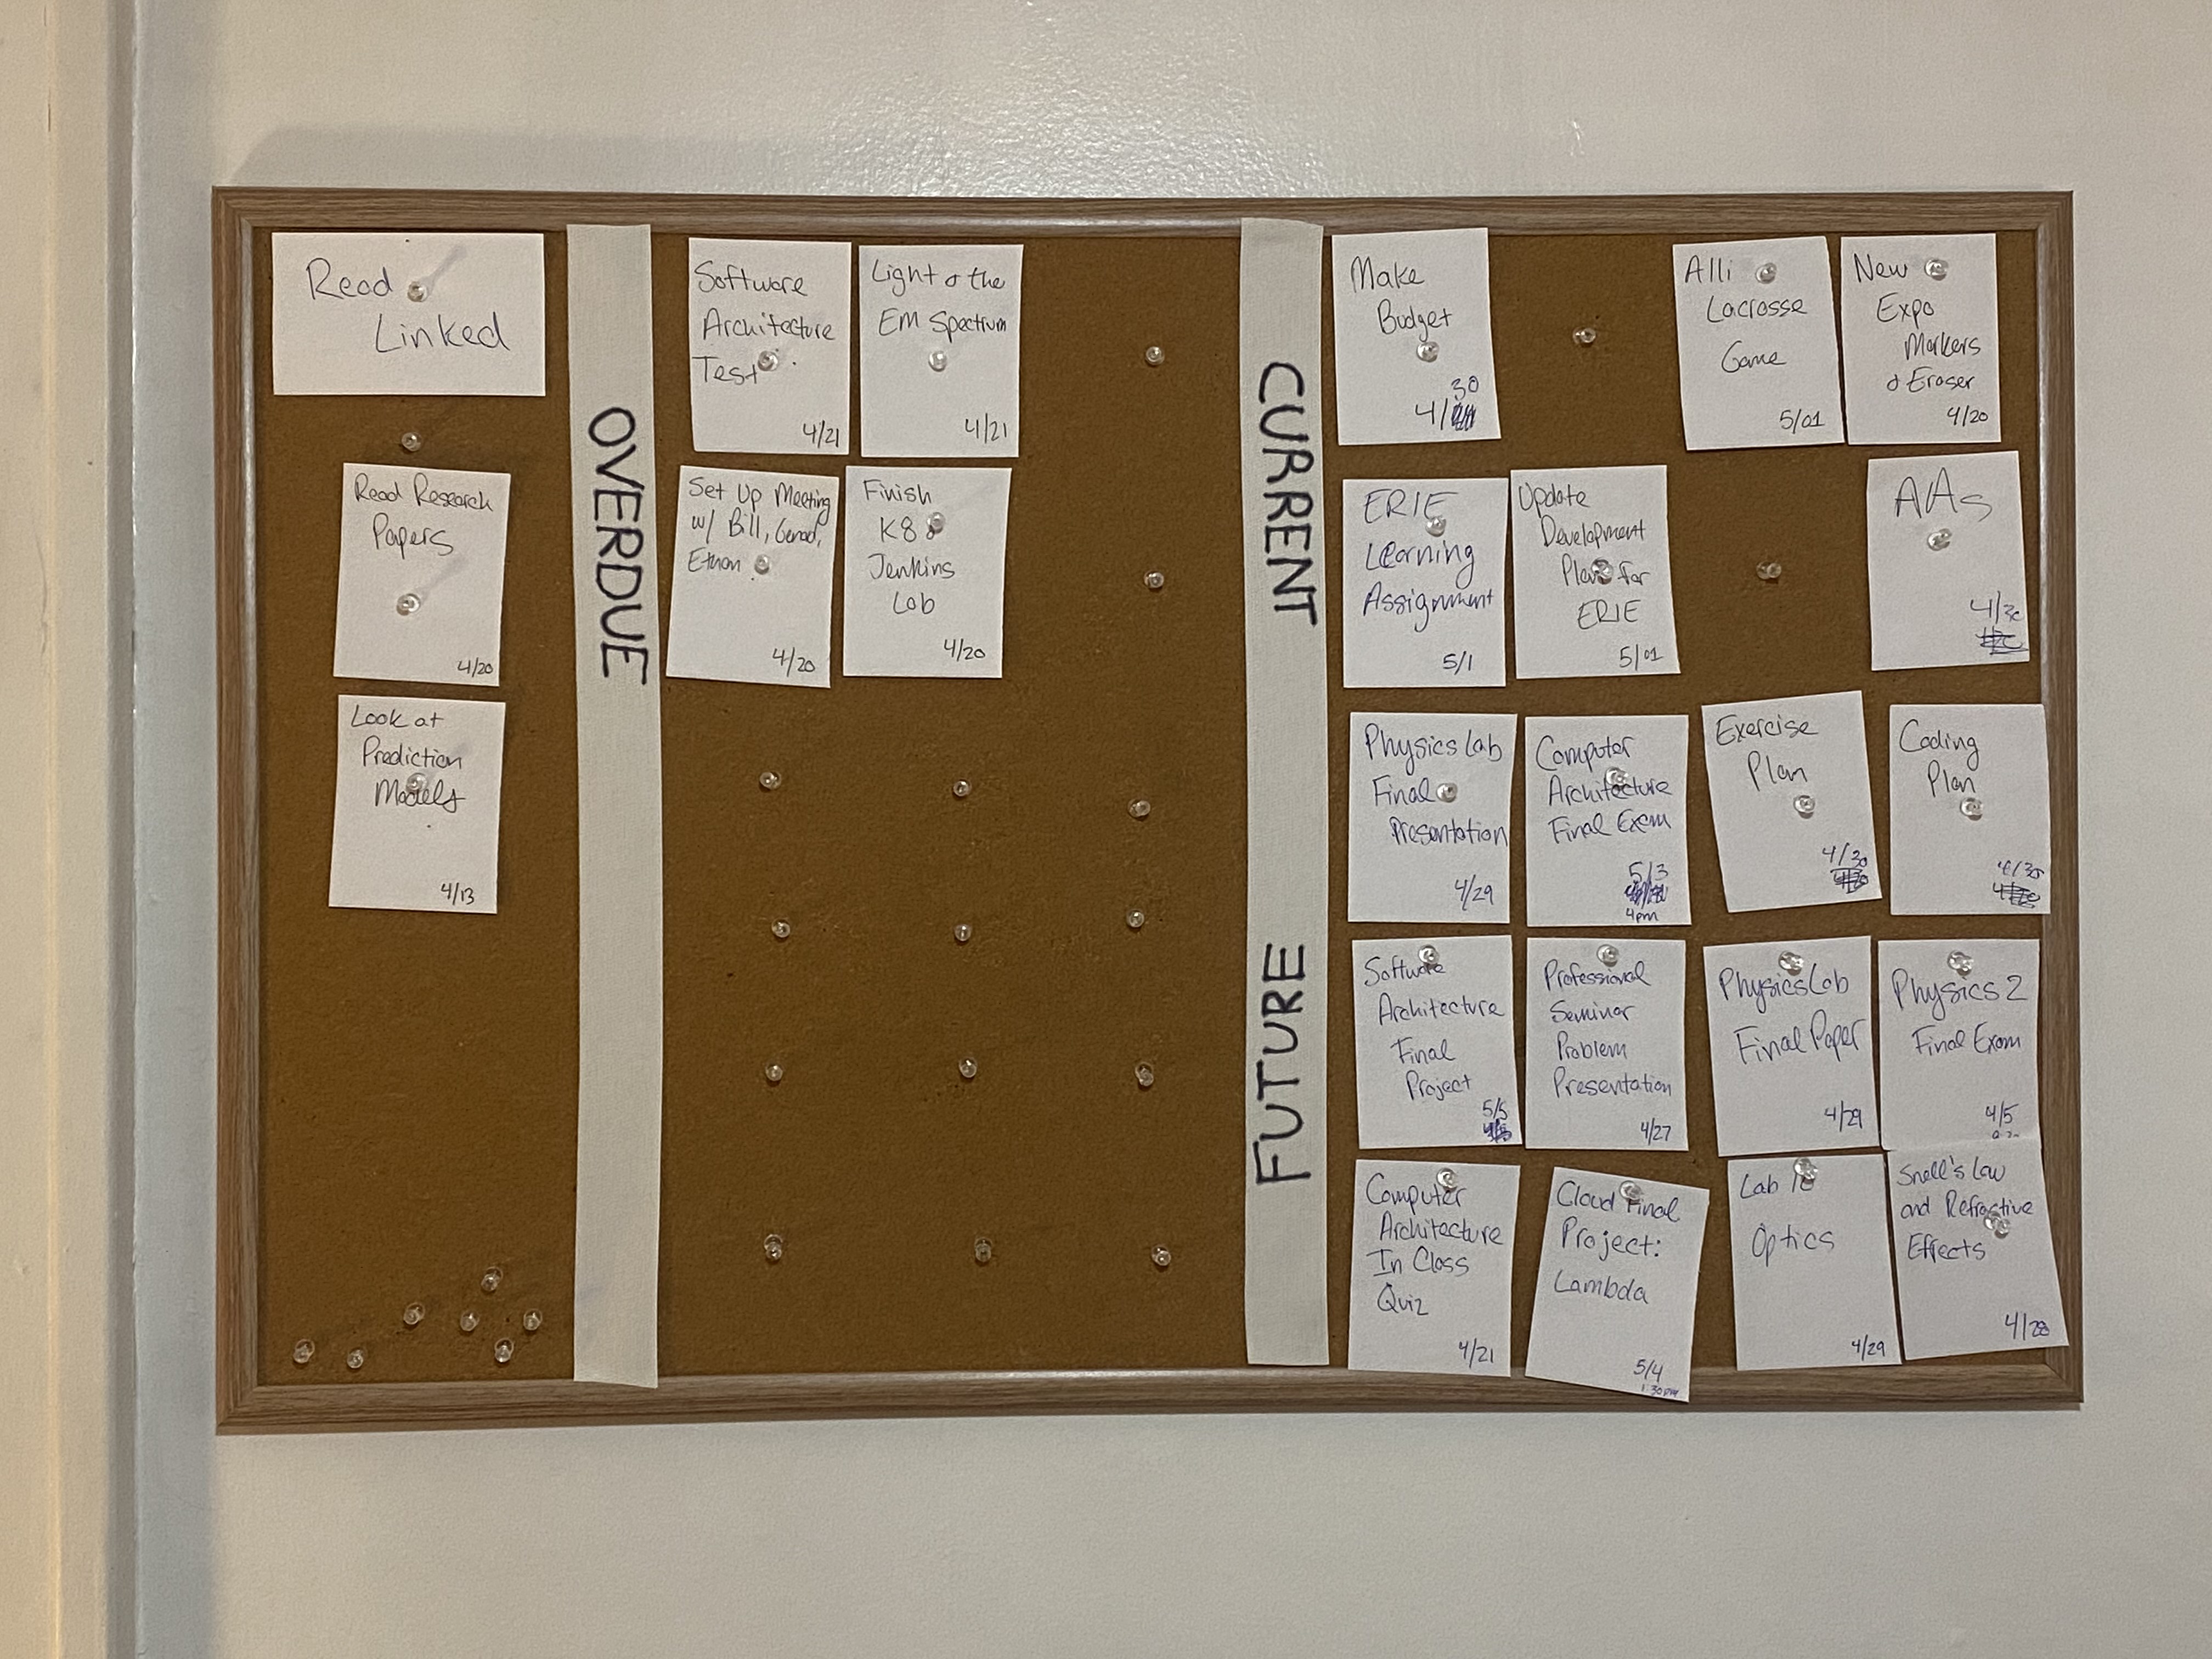 Read
Linked
Read Research
Papers
4/20
Look at
Prediction
Models
4/13
OVERDUE
Software
Architecture
Test
4/21
Light & the
EM Spectrum
4/21
Set Up Meeting
w/ Bill,
Ethan
4/20
Finish
K8s
Jenkins
Lab
4/20
CURRENT
FUTURE
Make
Budget
30
4/
Alli
Lacrosse
Game
5/01
New
Expo
Markers
& Eraser
4/20
ERIE
Learning
Assignment
5/1
Update
Development
Plan for
ERIE
5/01
AAs
4/30
Physics Lab
Final
Presentation
4/29
Computer
Architecture
Final Exam
5/3
4pm
Exercise
Plan
4/30
Coding
Plan
4/30
Software
Architecture
Final
Project
5/5
Professional
Seminar
Problem
Presentation
4/27
Physics Lab
Final Paper
4/29
Physics 2
Final Exam
4/5
Computer
Architecture
In Class
Quiz
4/21
Cloud Final
Project:
Lambda
5/4
1:30pm
Lab
Optics
4/29
Snell's Law
and Refractive
Effects
4/28